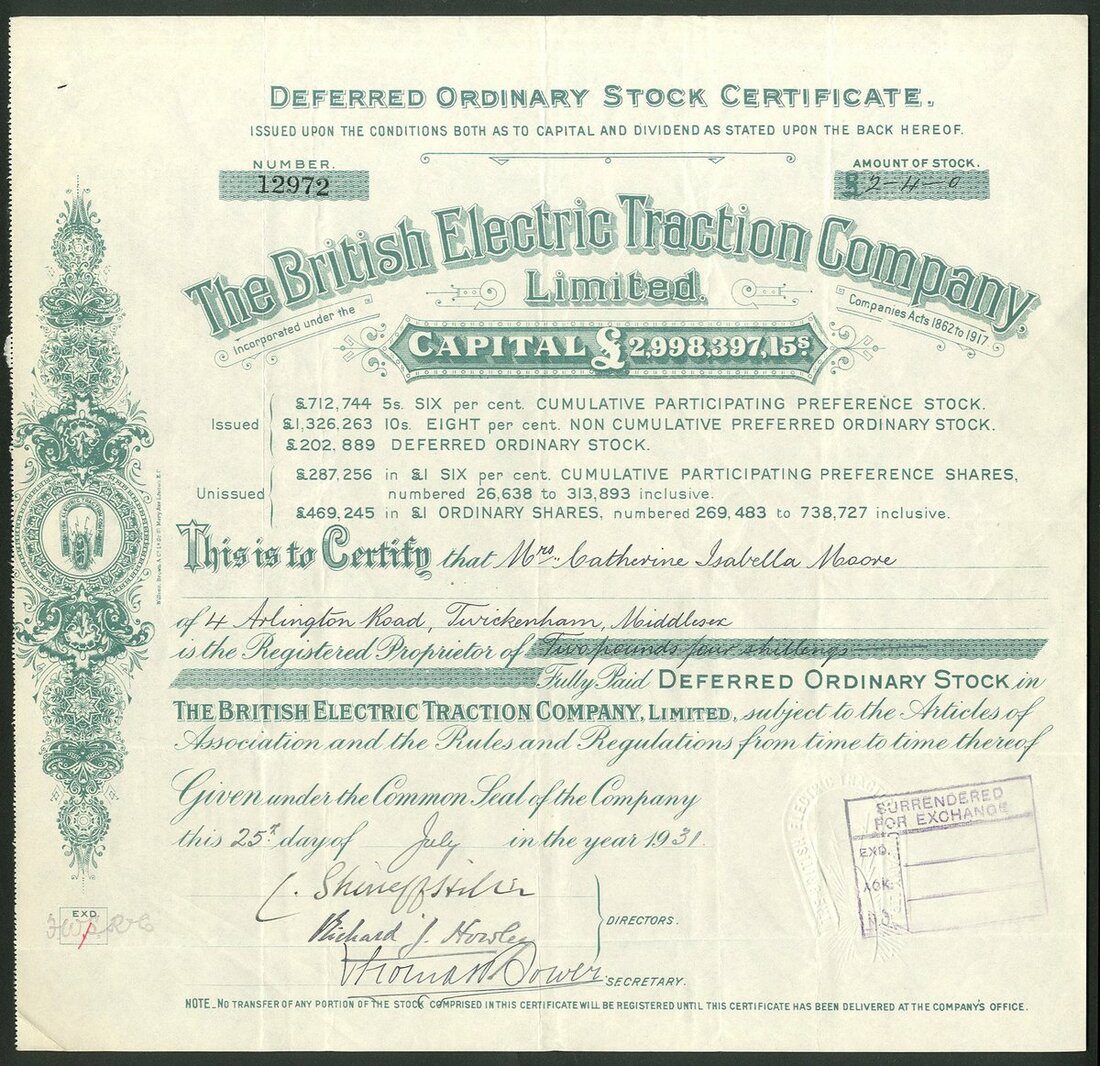 DEFERRED ORDINARY STOCK CERTIFICATE.
ISSUED UPON THE CONDITIONS BOTH AS TO CAPITAL AND DIVIDEND AS STATED UPON THE BACK HEREOF.
NUMBER.
12972
AMOUNT OF STOCK.
£2-4-0
The British Electric Traction Company,
Limited.
Incorporated under the
Companies Acts 1862 to 1917
CAPITAL £2,998,397,15s.
Issued
£712,744 5s. SIX per cent. CUMULATIVE PARTICIPATING PREFERENCE STOCK.
£1,326,263 10s. EIGHT per cent. NON CUMULATIVE PREFERRED ORDINARY STOCK.
£202,889 DEFERRED ORDINARY STOCK.
Unissued
£287,256 in £1 SIX per cent. CUMULATIVE PARTICIPATING PREFERENCE SHARES,
numbered 26,638 to 313,893 inclusive.
£469,245 in £1 ORDINARY SHARES, numbered 269,483 to 738,727 inclusive.
This is to Certify that Mrs. Catherine Isabella Moore
of 4 Arlington Road, Twickenham, Middlesex
is the Registered Proprietor of Two pounds four shillings
Fully Paid DEFERRED ORDINARY STOCK in
THE BRITISH ELECTRIC TRACTION COMPANY, LIMITED, subject to the Articles of
Association and the Rules and Regulations from time to time thereof
Given under the Common Seal of the Company
this 25th day of July in the year 1931.
Richard J. Howley
DIRECTORS.
SECRETARY.
SURRENDERED
FOR EXCHANGE
EXD.
ACK.
NO.
EXD.
NOTE_NO TRANSFER OF ANY PORTION OF THE STOCK COMPRISED IN THIS CERTIFICATE WILL BE REGISTERED UNTIL THIS CERTIFICATE HAS BEEN DELIVERED AT THE COMPANY'S OFFICE.